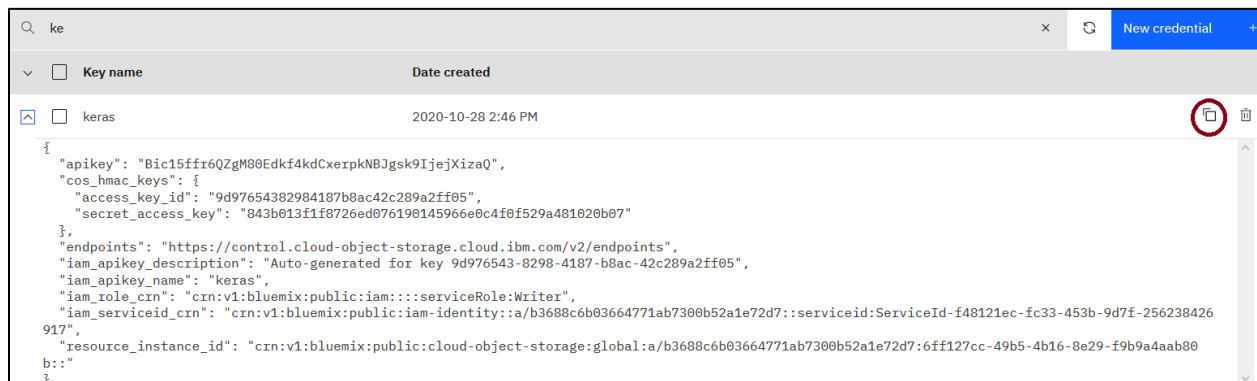 ke × New credential +
Key name Date created
keras 2020-10-28 2:46 PM
{
"apikey": "Bic15ffr6QZgM80Edkf4kdCxerpkNBJgsk9IjejXizaQ",
"cos_hmac_keys": {
"access_key_id": "9d97654382984187b8ac42c289a2ff05",
"secret_access_key": "843b013f1f8726ed076190145966e0c4f0f529a481020b07"
},
"endpoints": "https://control.cloud-object-storage.cloud.ibm.com/v2/endpoints",
"iam_apikey_description": "Auto-generated for key 9d976543-8298-4187-b8ac-42c289a2ff05",
"iam_apikey_name": "keras",
"iam_role_crn": "crn:v1:bluemix:public:iam::::serviceRole:Writer",
"iam_serviceid_crn": "crn:v1:bluemix:public:iam-identity::a/b3688c6b03664771ab7300b52a1e72d7::serviceid:ServiceId-f48121ec-fc33-453b-9d7f-256238426
917",
"resource_instance_id": "crn:v1:bluemix:public:cloud-object-storage:global:a/b3688c6b03664771ab7300b52a1e72d7:6ff127cc-49b5-4b16-8e29-f9b9a4aab80
b::"
}